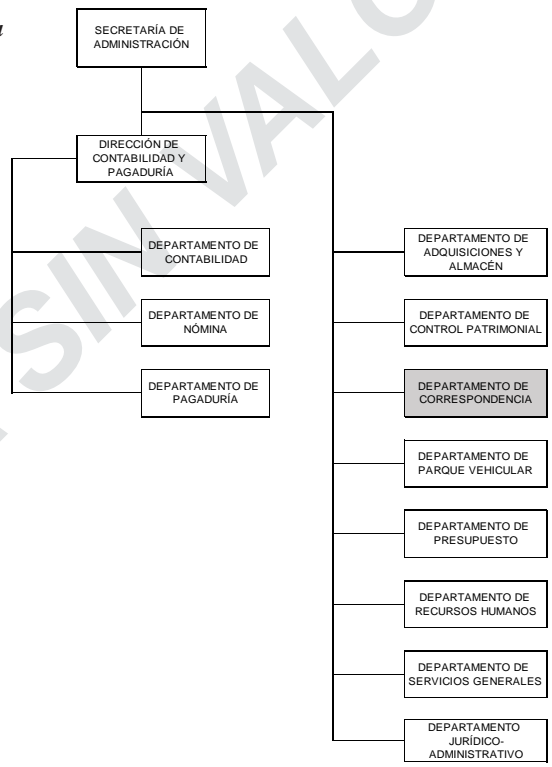 SECRETARÍA DE
ADMINISTRACIÓN
DIRECCIÓN DE
CONTABILIDAD Y
PAGADURÍA
DEPARTAMENTO DE
CONTABILIDAD
DEPARTAMENTO DE
NÓMINA
DEPARTAMENTO DE
PAGADURÍA
DEPARTAMENTO DE
ADQUISICIONES Y
ALMACÉN
DEPARTAMENTO DE
CONTROL PATRIMONIAL
DEPARTAMENTO DE
CORRESPONDENCIA
DEPARTAMENTO DE
PARQUE VEHICULAR
DEPARTAMENTO DE
PRESUPUESTO
DEPARTAMENTO DE
RECURSOS HUMANOS
DEPARTAMENTO DE
SERVICIOS GENERALES
DEPARTAMENTO
JURÍDICO-
ADMINISTRATIVO
SIN VALO